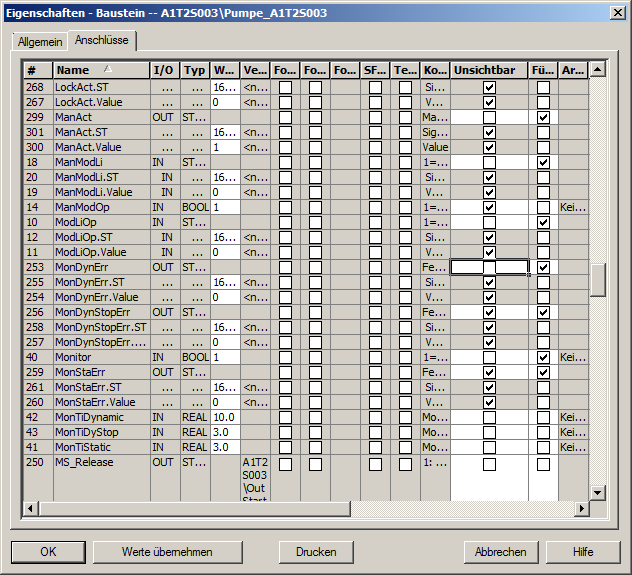 Eigenschaften - Baustein -- A1T2S003\Pumpe_A1T2S003
Allgemein Anschlüsse
# Name I/O Typ W... Ve... Fo... Fo... Fo... SF... Te... Ko... Unsichtbar Fü... Ar...
268 LockAct.ST ... ... 16... <n... Si...
267 LockAct.Value ... ... 0 <n... V...
299 ManAct OUT ST... Ma...
301 ManAct.ST ... ... 16... <n... Sig...
300 ManAct.Value ... ... 1 <n... Value
18 ManModLi IN ST... 1=...
20 ManModLi.ST IN ... 16... <n... Si...
19 ManModLi.Value IN ... 0 <n... V...
14 ManModOp IN BOOL 1 1=... Kei...
10 ModLiOp IN ST... 1=...
12 ModLiOp.ST IN ... 16... <n... Si...
11 ModLiOp.Value IN ... 0 <n... V...
253 MonDynErr OUT ST... Fe...
255 MonDynErr.ST ... ... 16... <n... Si...
254 MonDynErr.Value ... ... 0 <n... V...
256 MonDynStopErr OUT ST... Fe...
258 MonDynStopErr.ST ... ... 16... <n... Si...
257 MonDynStopErr.... ... ... 0 <n... V...
40 Monitor IN BOOL 1 1=... Kei...
259 MonStaErr OUT ST... Fe...
261 MonStaErr.ST ... ... 16... <n... Si...
260 MonStaErr.Value ... ... 0 <n... V...
42 MonTiDynamic IN REAL 10.0 Mo... Kei...
43 MonTiDyStop IN REAL 3.0 Mo... Kei...
41 MonTiStatic IN REAL 3.0 Mo... Kei...
250 MS_Release OUT ST... A1T2 1: ...
S003
\Out
Start
OK Werte übernehmen Drucken Abbrechen Hilfe